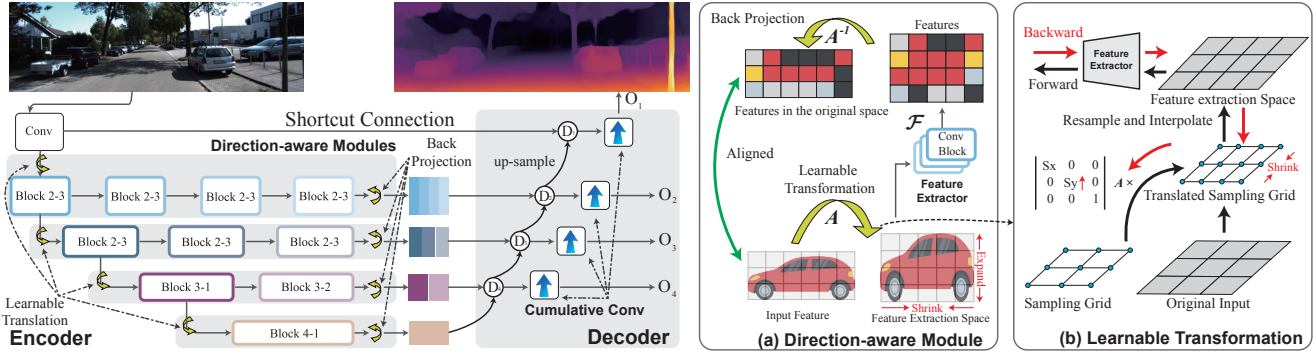 Conv
Shortcut Connection
Direction-aware Modules
Back
Projection
up-sample
O1
D1
Block 2-3
Block 2-3
Block 2-3
Block 2-3
D2
O2
Block 2-3
Block 2-3
Block 2-3
D3
O3
Block 3-1
Block 3-2
D4
O4
Learnable
Translation
Block 4-1
Cumulative Conv
Encoder
Decoder
Back Projection
A-1
Features
Features in the original space
F
Conv
Block
Aligned
Learnable
Transformation
A
Feature
Extractor
Expand
Shrink
Input Feature
Feature Extraction Space
(a) Direction-aware Module
Backward
Feature
Extractor
Forward
Feature extraction Space
Resample and Interpolate
Sx 0 0
0 Sy 0
0 0 1
A ×
Shrink
Translated Sampling Grid
Sampling Grid
Original Input
(b) Learnable Transformation